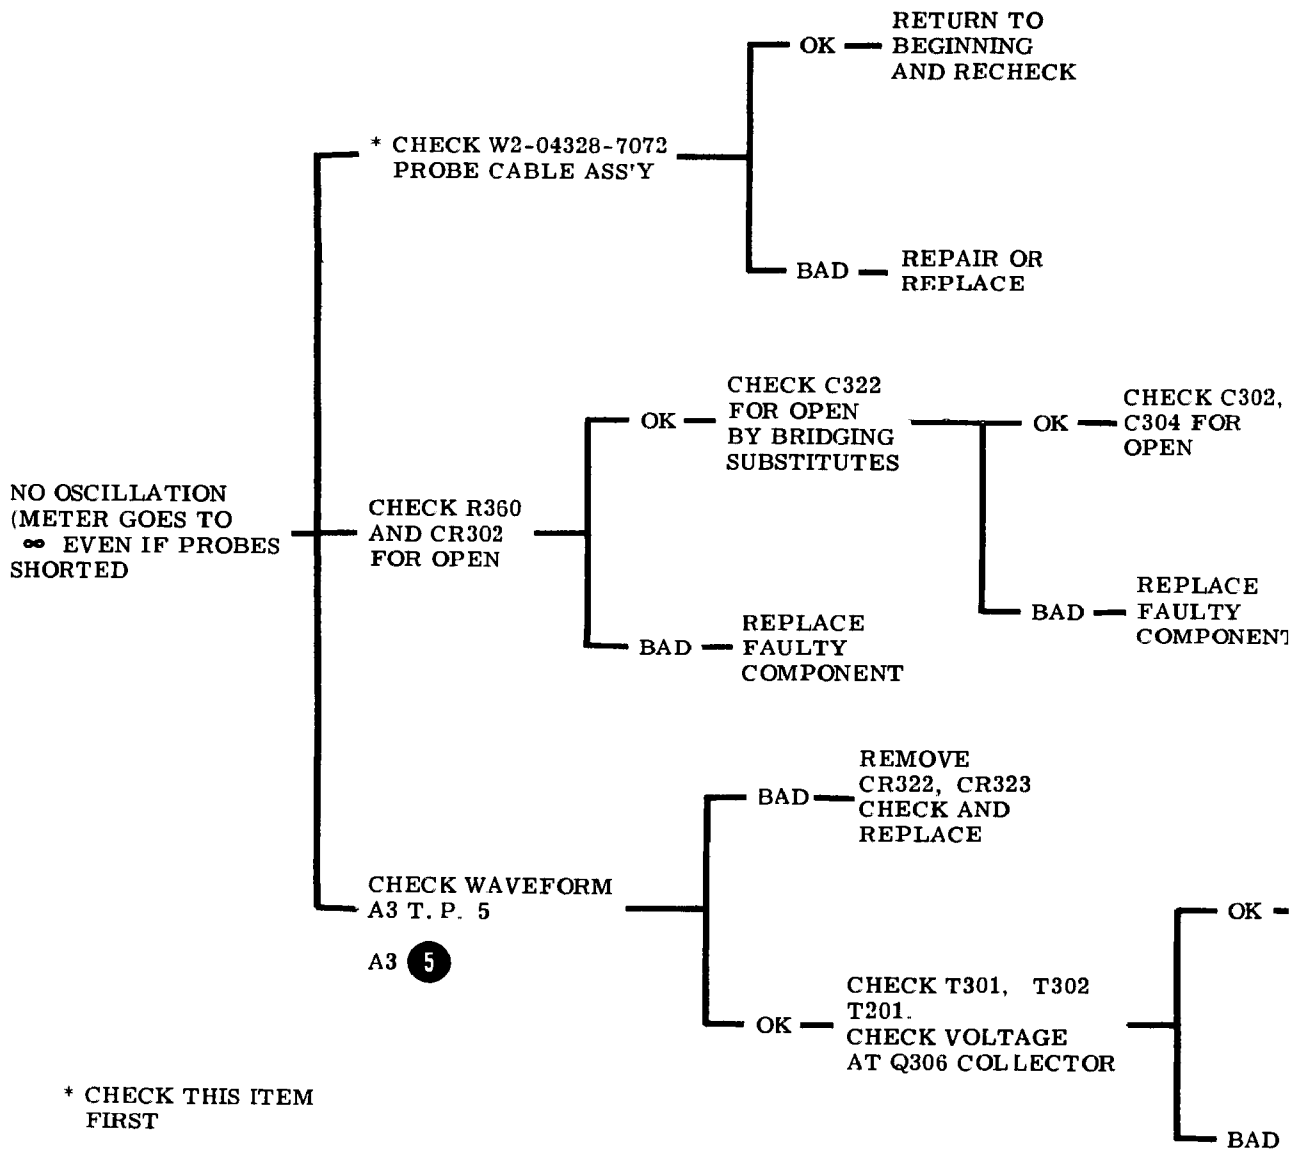 RETURN TO
OK BEGINNING
AND RECHECK
* CHECK W2-04328-7072
PROBE CABLE ASS'Y
BAD REPAIR OR
REPLACE
NO OSCILLATION
(METER GOES TO
∞ EVEN IF PROBES
SHORTED
CHECK R360
AND CR302
FOR OPEN
OK
CHECK C322
FOR OPEN
BY BRIDGING
SUBSTITUTES
OK
CHECK C302,
C304 FOR
OPEN
BAD
REPLACE
FAULTY
COMPONENT
BAD
REPLACE
FAULTY
COMPONENT
CHECK WAVEFORM
A3 T. P. 5
A3 5
BAD
REMOVE
CR322, CR323
CHECK AND
REPLACE
OK
CHECK T301, T302
T201.
CHECK VOLTAGE
AT Q306 COLLECTOR
OK
BAD
* CHECK THIS ITEM
FIRST